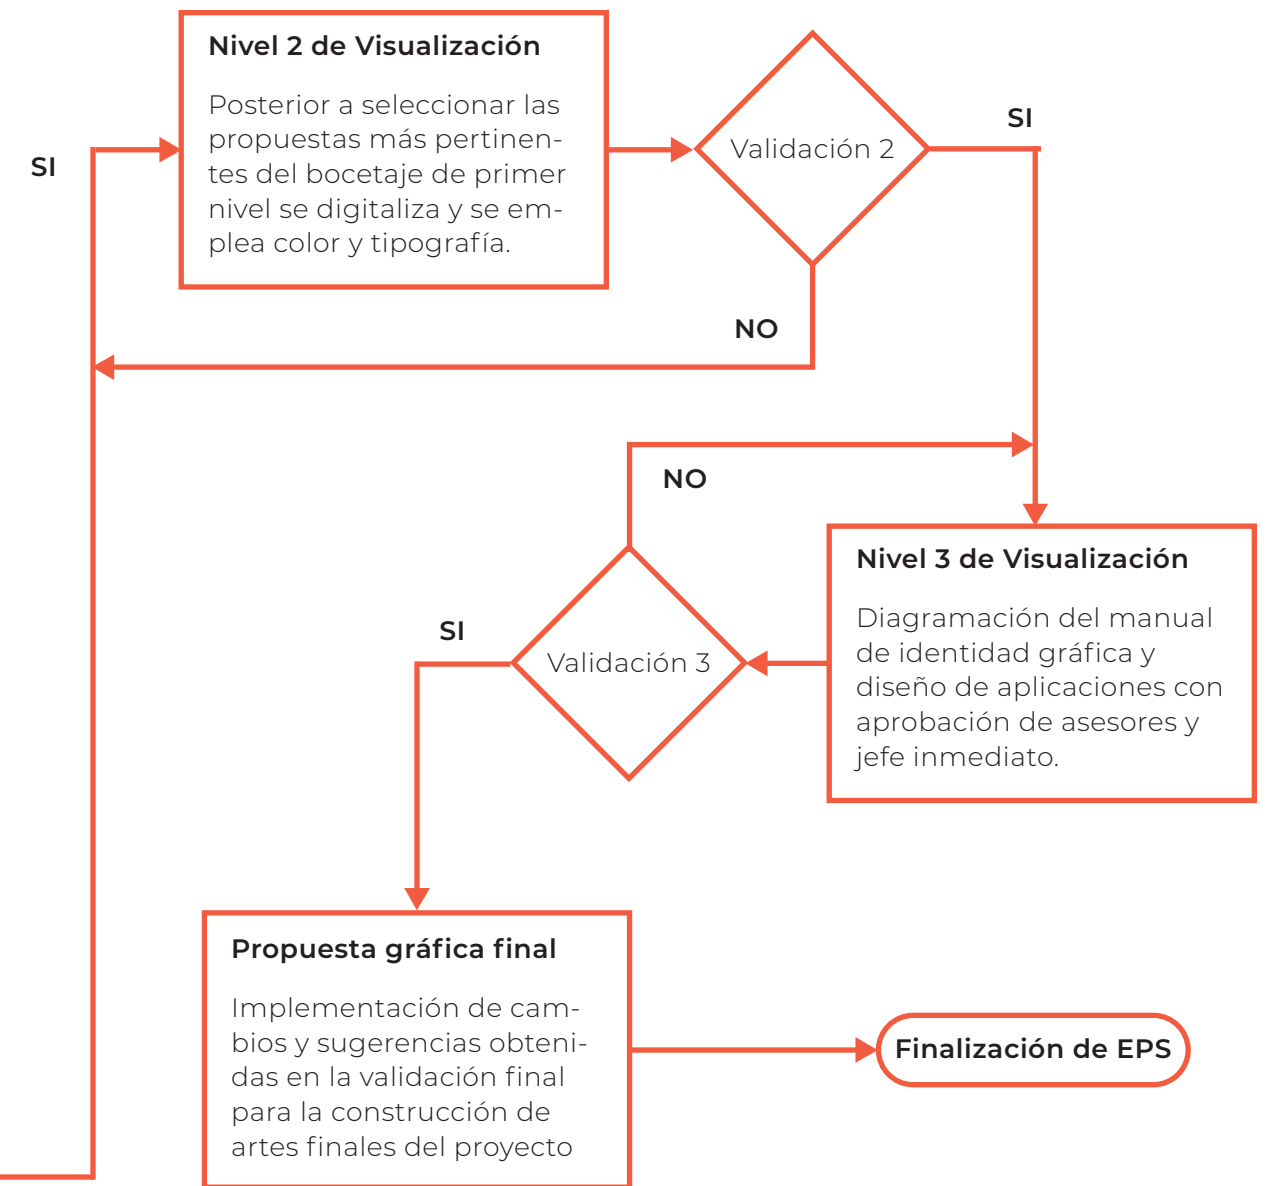 Nivel 2 de Visualización
Posterior a seleccionar las
propuestas más pertinen-
tes del bocetaje de primer
nivel se digitaliza y se em-
plea color y tipografía.
SI
Validación 2
SI
NO
NO
Nivel 3 de Visualización
Diagramación del manual
de identidad gráfica y
diseño de aplicaciones con
aprobación de asesores y
jefe inmediato.
Validación 3
SI
Propuesta gráfica final
Implementación de cam-
bios y sugerencias obteni-
das en la validación final
para la construcción de
artes finales del proyecto
Finalización de EPS